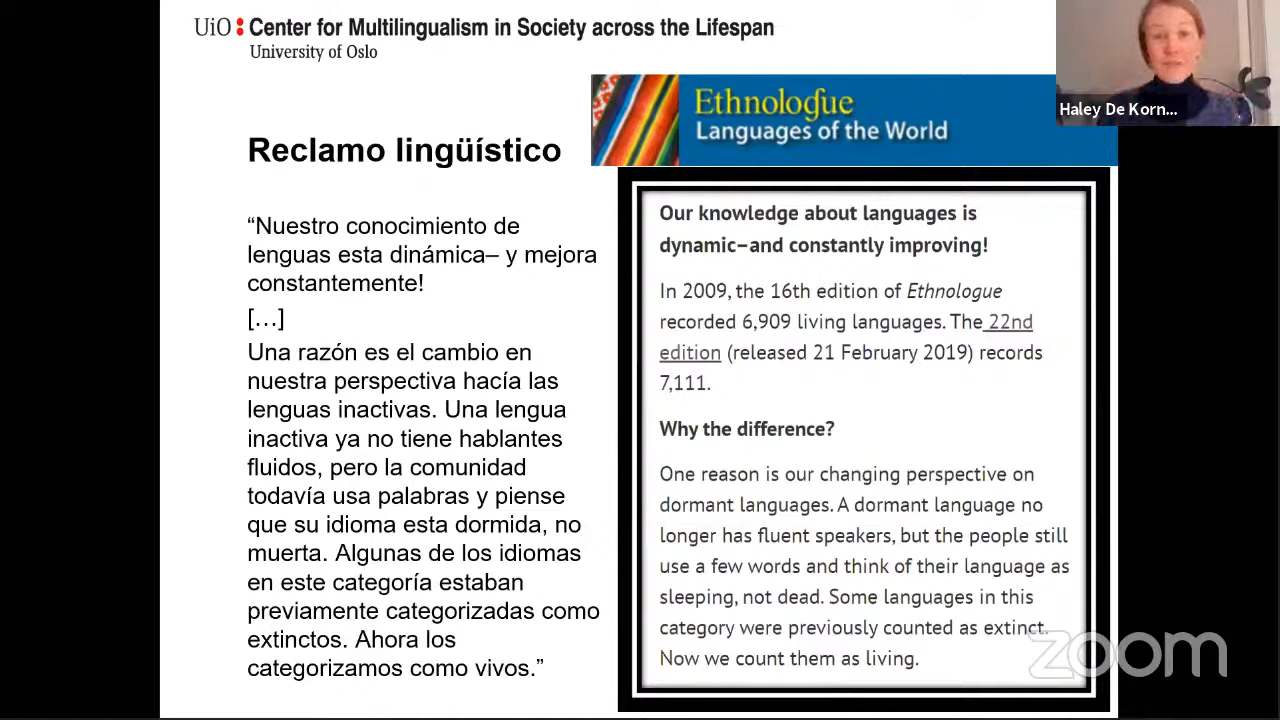 UiO : Center for Multilingualism in Society across the Lifespan
University of Oslo
Haley De Korn...
Ethnologue
Languages of the World
Reclamo lingüístico
“Nuestro conocimiento de
lenguas esta dinámica– y mejora
constantemente!
[…]
Una razón es el cambio en
nuestra perspectiva hacía las
lenguas inactivas. Una lengua
inactiva ya no tiene hablantes
fluidos, pero la comunidad
todavía usa palabras y piense
que su idioma esta dormida, no
muerta. Algunas de los idiomas
en este categoría estaban
previamente categorizadas como
extinctos. Ahora los
categorizamos como vivos.”
Our knowledge about languages is
dynamic–and constantly improving!
In 2009, the 16th edition of Ethnologue
recorded 6,909 living languages. The 22nd
edition (released 21 February 2019) records
7,111.
Why the difference?
One reason is our changing perspective on
dormant languages. A dormant language no
longer has fluent speakers, but the people still
use a few words and think of their language as
sleeping, not dead. Some languages in this
category were previously counted as extinct.
Now we count them as living.
zoom